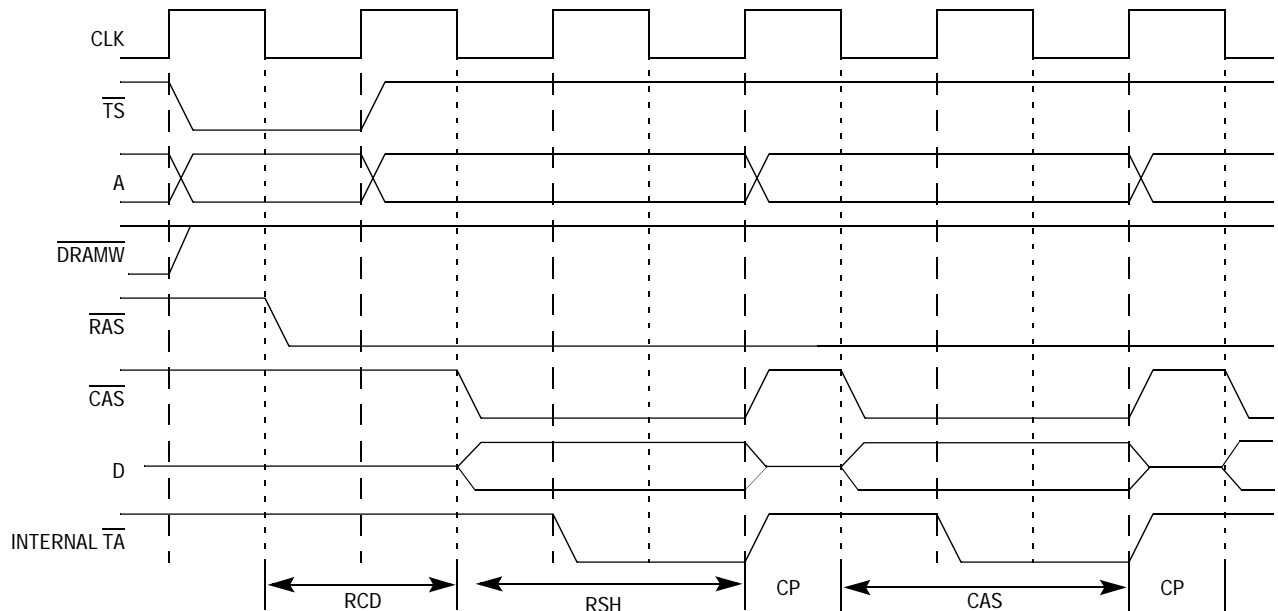 CLK
TS
A
DRAMW
RAS
CAS
D
INTERNAL TA
RCD
RSH
CP
CAS
CP